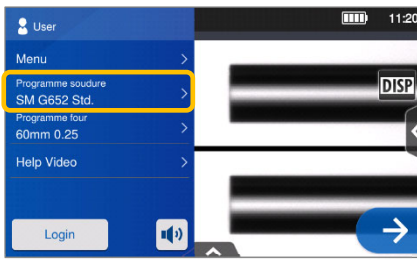 User
11:20
Menu
Programme soudure
SM G652 Std.
DISP
Programme four
60mm 0.25
Help Video
Login